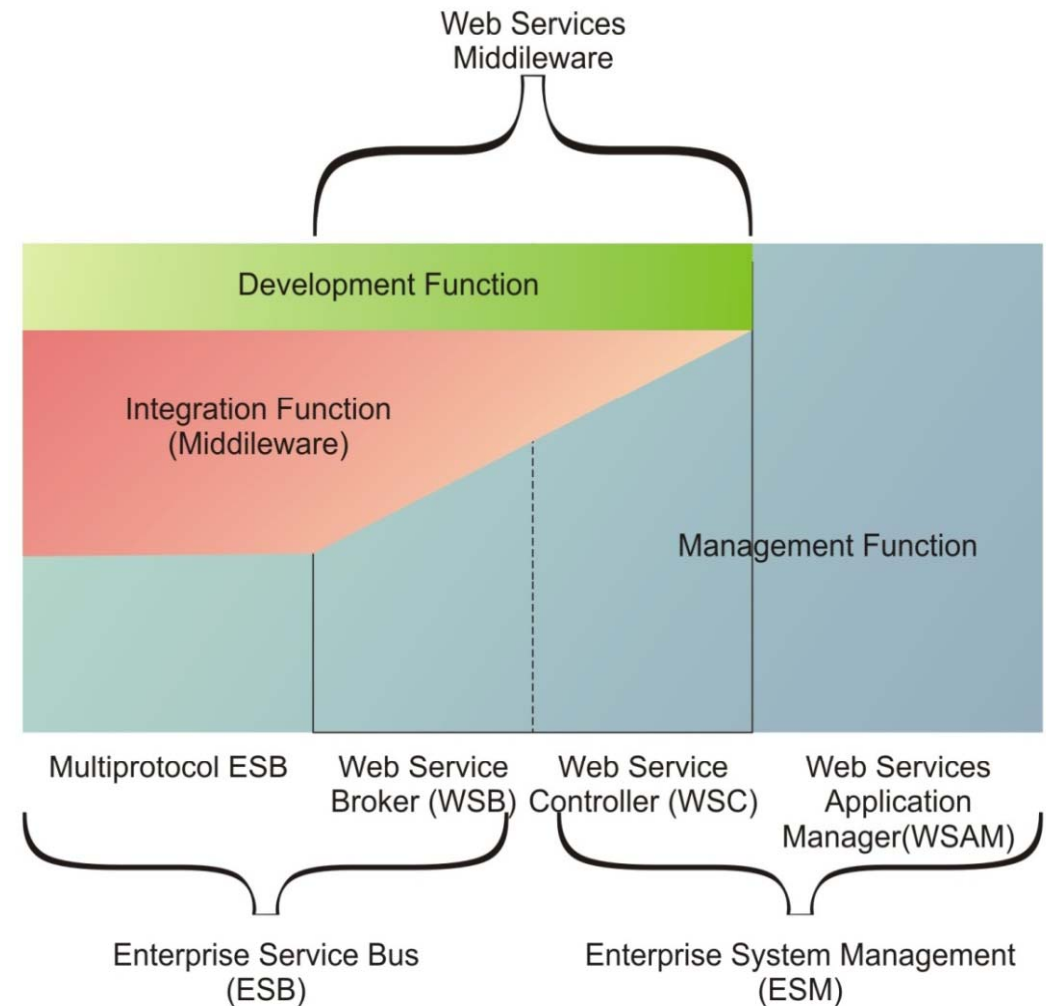 Web Services
Middileware
Development Function
Integration Function
(Middileware)
Management Function
Multiprotocol ESB
Web Service
Broker (WSB)
Web Service
Controller (WSC)
Web Services
Application
Manager(WSAM)
Enterprise Service Bus
(ESB)
Enterprise System Management
(ESM)